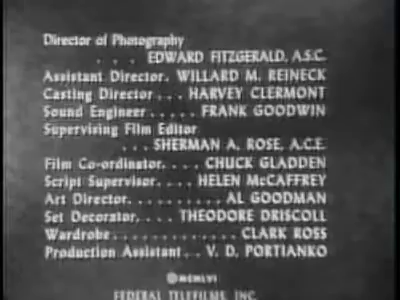 Director of Photography
. . . EDWARD FITZGERALD, A.S.C.
Assistant Director. WILLARD M. REINECK
Casting Director . . . HARVEY CLERMONT
Sound Engineer . . . . . FRANK GOODWIN
Supervising Film Editor
. . . SHERMAN A. ROSE, A.C.E.
Film Co-ordinator. . . . CHUCK GLADDEN
Script Supervisor. . . . HELEN McCAFFREY
Art Director. . . . . . . . . AL GOODMAN
Set Decorator. . . . THEODORE DRISCOLL
Wardrobe . . . . . . . . . . . . CLARK ROSS
Production Assistant . . V. D. PORTIANKO
©MCMLVI
FEDERAL TELEFILMS, INC.